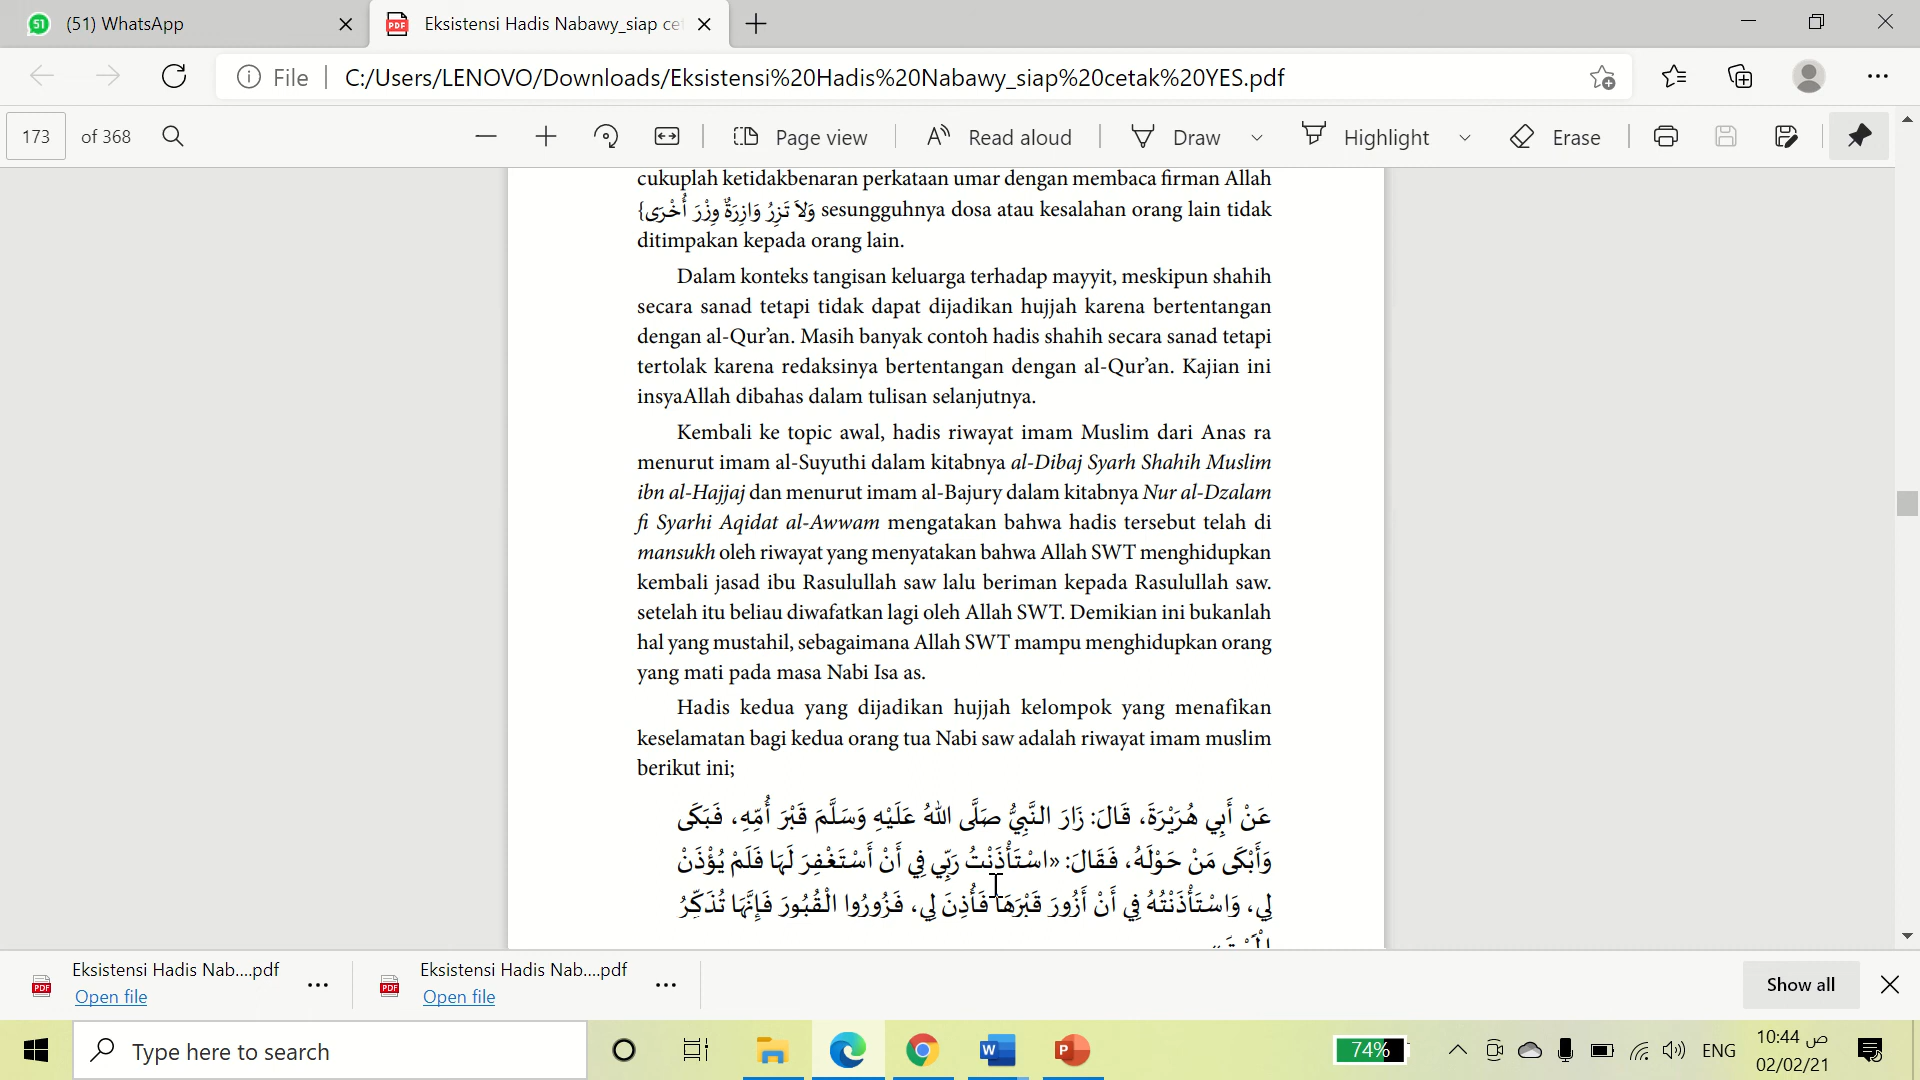 (51) WhatsApp
Eksistensi Hadis Nabawy_siap ce
File
C:/Users/LENOVO/Downloads/Eksistensi%20Hadis%20Nabawy_siap%20cetak%20YES.pdf
173 of 368
Page view
Read aloud
Draw
Highlight
Erase
cukuplah ketidakbenaran perkataan umar dengan membaca firman Allah
{وَلَا تَزِرُ وَازِرَةٌ وِزْرَ أُخْرَى sesungguhnya dosa atau kesalahan orang lain tidak
ditimpakan kepada orang lain.
Dalam konteks tangisan keluarga terhadap mayyit, meskipun shahih
secara sanad tetapi tidak dapat dijadikan hujjah karena bertentangan
dengan al-Qur’an. Masih banyak contoh hadis shahih secara sanad tetapi
tertolak karena redaksinya bertentangan dengan al-Qur’an. Kajian ini
insyaAllah dibahas dalam tulisan selanjutnya.
Kembali ke topic awal, hadis riwayat imam Muslim dari Anas ra
menurut imam al-Suyuthi dalam kitabnya al-Dibaj Syarh Shahih Muslim
ibn al-Hajjaj dan menurut imam al-Bajury dalam kitabnya Nur al-Dzalam
fi Syarhi Aqidat al-Awwam mengatakan bahwa hadis tersebut telah di
mansukh oleh riwayat yang menyatakan bahwa Allah SWT menghidupkan
kembali jasad ibu Rasulullah saw lalu beriman kepada Rasulullah saw.
setelah itu beliau diwafatkan lagi oleh Allah SWT. Demikian ini bukanlah
hal yang mustahil, sebagaimana Allah SWT mampu menghidupkan orang
yang mati pada masa Nabi Isa as.
Hadis kedua yang dijadikan hujjah kelompok yang menafikan
keselamatan bagi kedua orang tua Nabi saw adalah riwayat imam muslim
berikut ini;
عَنْ أَبِي هُرَيْرَةَ، قَالَ: زَارَ النَّبِيُّ صَلَّى اللهُ عَلَيْهِ وَسَلَّمَ قَبْرَ أُمِّهِ، فَبَكَى
وَأَبْكَى مَنْ حَوْلَهُ، فَقَالَ: «اسْتَأْذَنْتُ رَبِّي فِي أَنْ أَسْتَغْفِرَ لَهَا فَلَمْ يُؤْذَنْ
لِي، وَاسْتَأْذَنْتُهُ فِي أَنْ أَزُورَ قَبْرَهَا فَأُذِنَ لِي، فَزُورُوا الْقُبُورَ فَإِنَّهَا تُذَكِّرُ
Eksistensi Hadis Nab....pdf
Open file
Eksistensi Hadis Nab....pdf
Open file
Show all
Type here to search
74%
ENG
10:44 ص
02/02/21